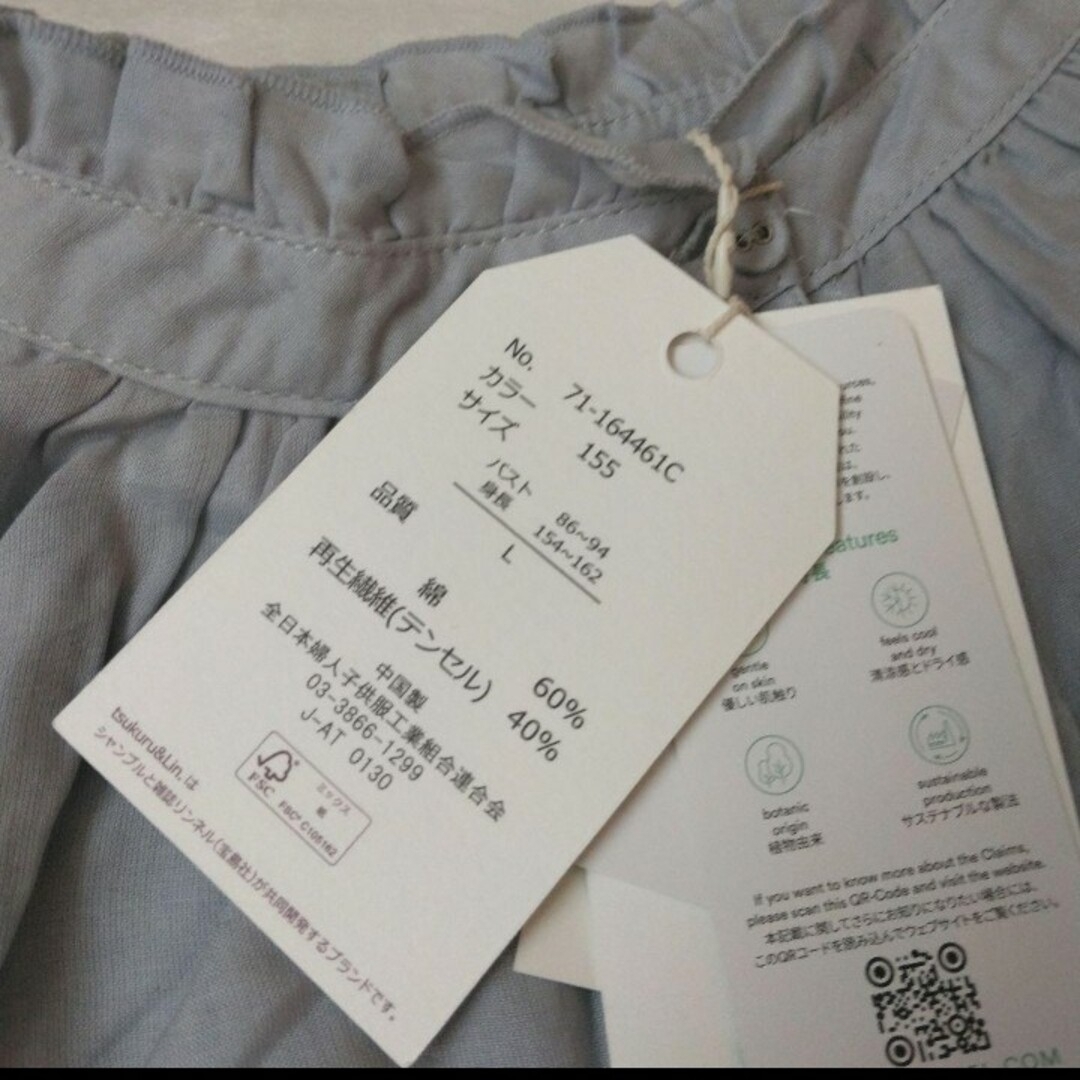 No. 71-164461C
カラー 155
サイズ
バスト 86~94
身長 154~162
L
品質
綿 60%
再生繊維(テンセル) 40%
中国製
全日本婦人子供服工業組合連合会
03-3866-1299
J-AT 0130
FSC
ミックス
紙
FSC® C105162
tsukuru&Lin. は
シャンブルと雑誌リンネル(宝島社)が共同開発するブランドです。
gentle
on skin
優しい肌触り
feels cool
and dry
清涼感とドライ感
botanic
origin
植物由来
sustainable
production
サステナブルな製法
If you want to know more about the Claims,
please scan this QR-Code and visit the website.
本記載に関してさらにお知りになりたい場合には、
このQRコードを読み込んでウェブサイトをご覧ください。